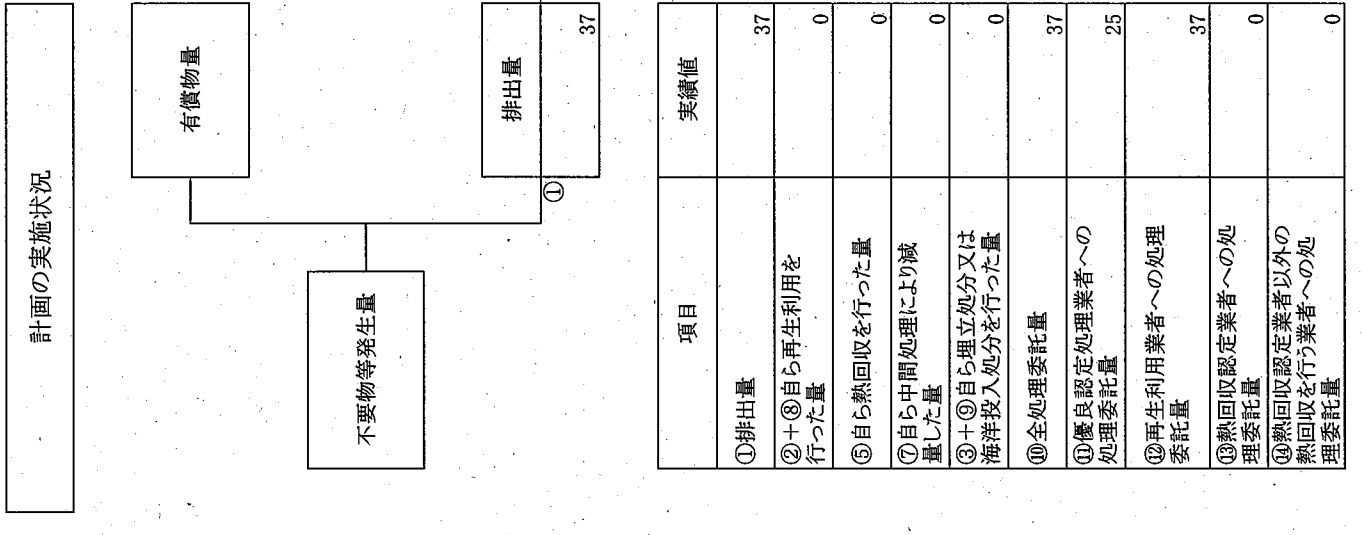 計画の実施状況
有償物量
不要物等発生量
排出量
①
37
項目
実績値
①排出量
37
②+⑧自ら再生利用を
行った量
0
⑤自ら熱回収を行った量
0
⑦自ら中間処理により減
量した量
0
③+⑨自ら埋立処分又は
海洋投入処分を行った量
0
⑩全処理委託量
37
⑪優良認定処理業者への
処理委託量
25
⑫再生利用業者への処理
委託量
37
⑬熱回収認定業者への処
理委託量
0
⑭熱回収認定業者以外の
熱回収を行う業者への処
理委託量
0